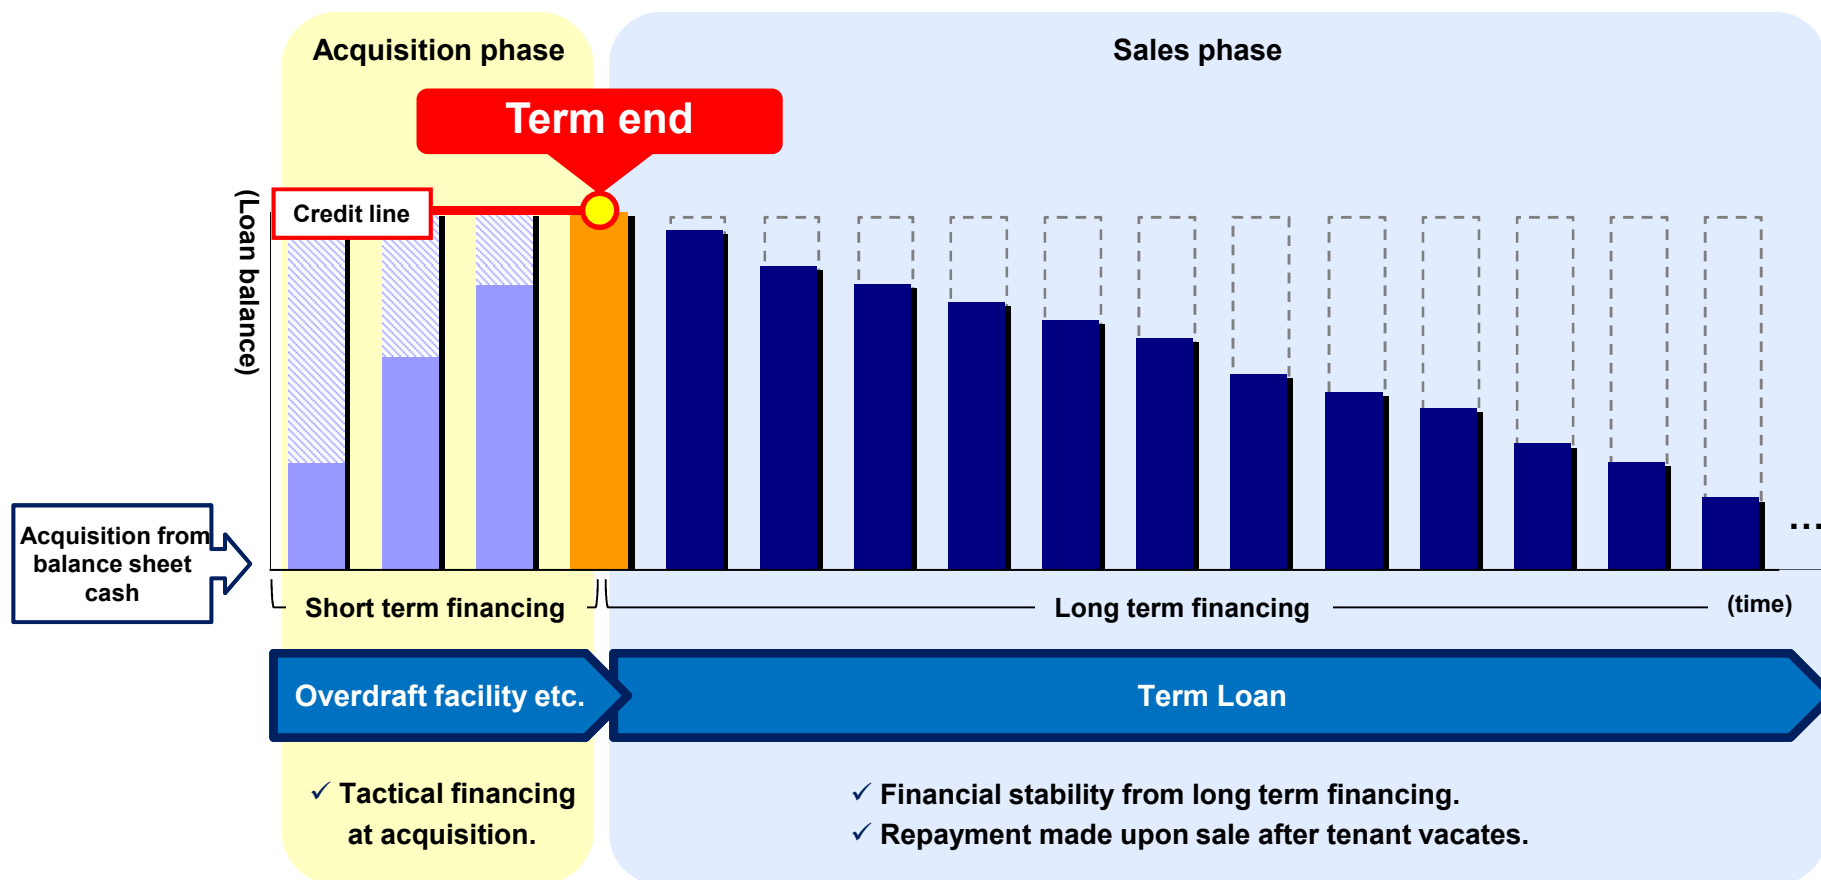 Acquisition phase
Sales phase
Term end
Credit line
(Loan balance)
Acquisition from
balance sheet
cash
...
Short term financing
Long term financing
(time)
Overdraft facility etc.
Term Loan
✓ Tactical financing
at acquisition.
✓ Financial stability from long term financing.
✓ Repayment made upon sale after tenant vacates.